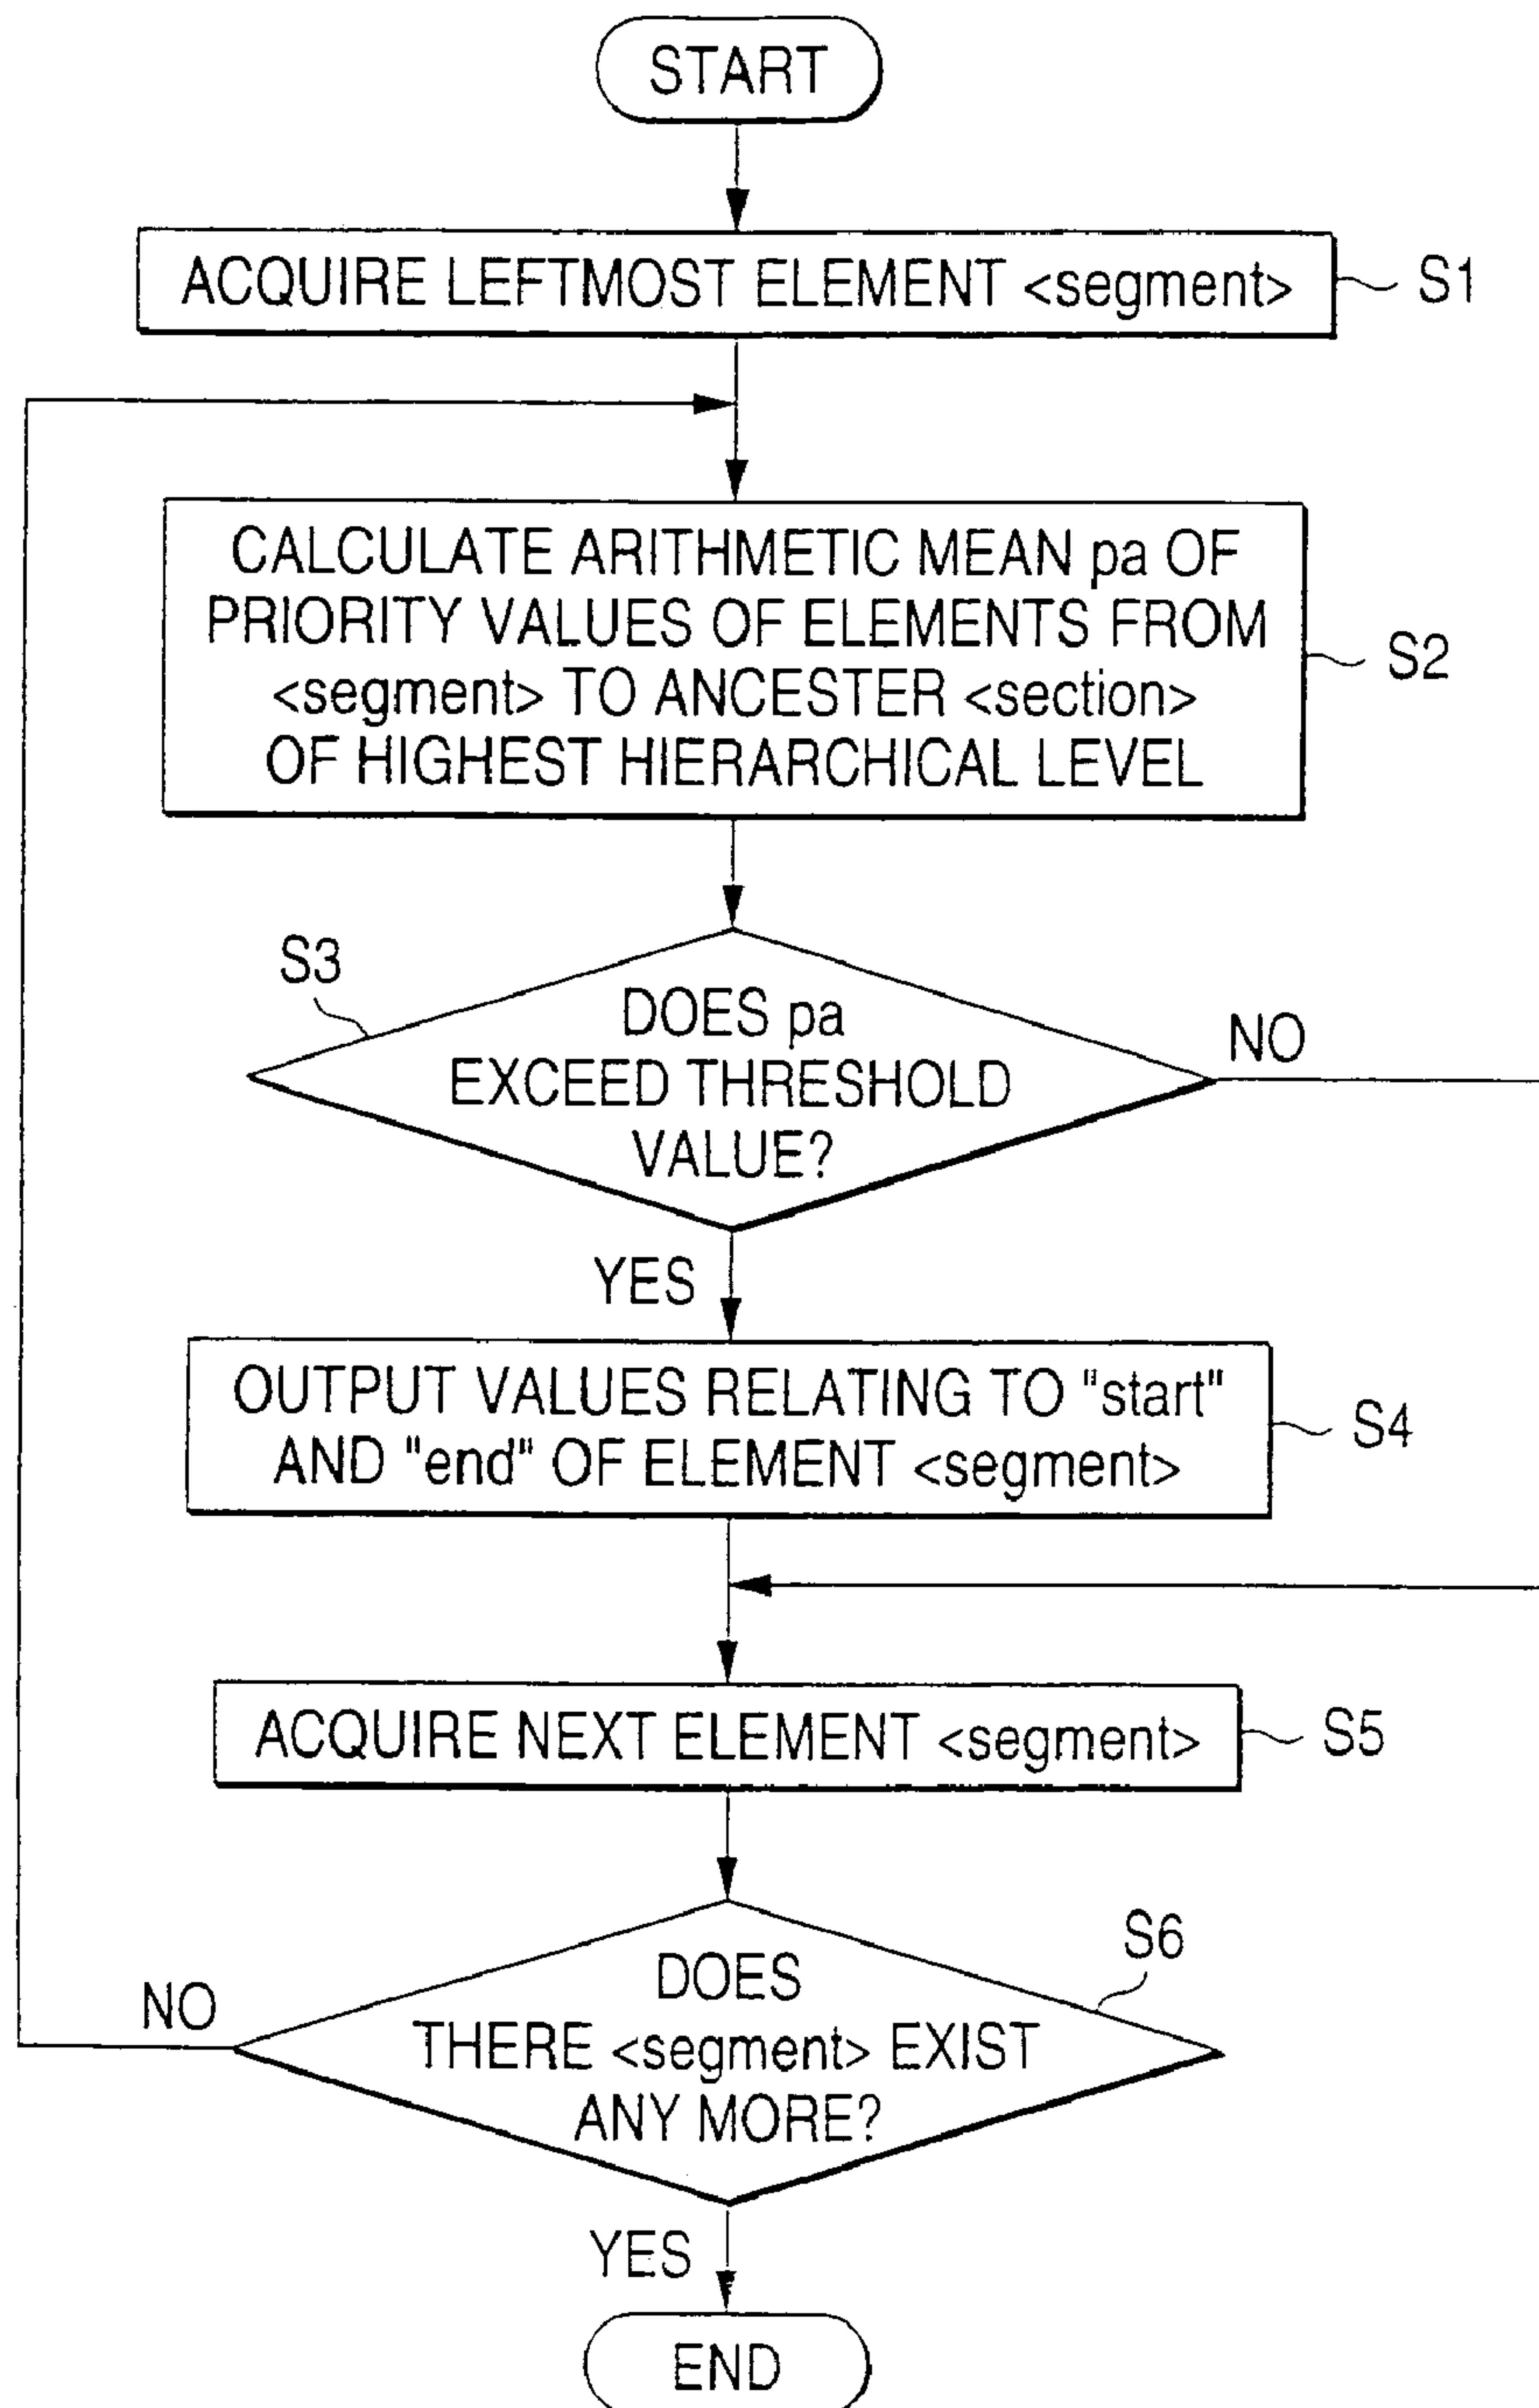 START
ACQUIRE LEFTMOST ELEMENT <segment>
S1
CALCULATE ARITHMETIC MEAN pa OF
PRIORITY VALUES OF ELEMENTS FROM
<segment> TO ANCESTER <section>
OF HIGHEST HIERARCHICAL LEVEL
S2
S3
DOES pa
EXCEED THRESHOLD
VALUE?
NO
YES
OUTPUT VALUES RELATING TO "start"
AND "end" OF ELEMENT <segment>
S4
ACQUIRE NEXT ELEMENT <segment>
S5
S6
DOES
THERE <segment> EXIST
ANY MORE?
NO
YES
END